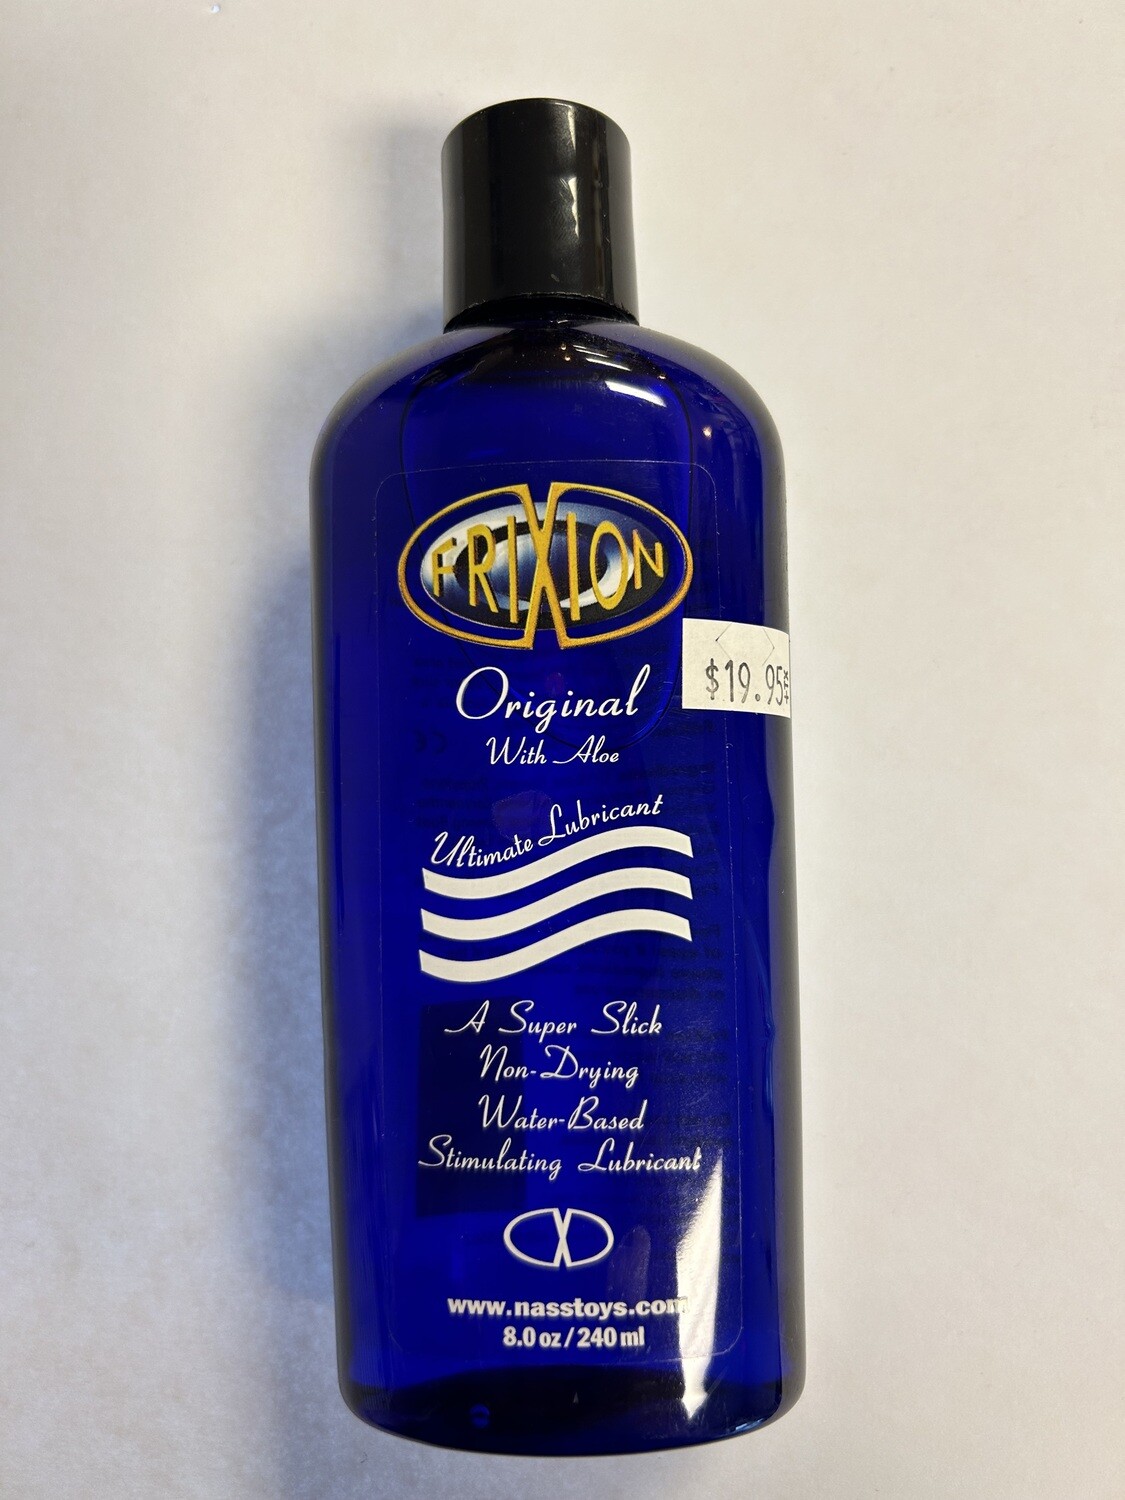 FRIXION
Original
With Aloe
$19.95
Ultimate Lubricant
A Super Slick
Non-Drying
Water-Based
Stimulating Lubricant
www.nasstoys.com
8.0 oz / 240 ml